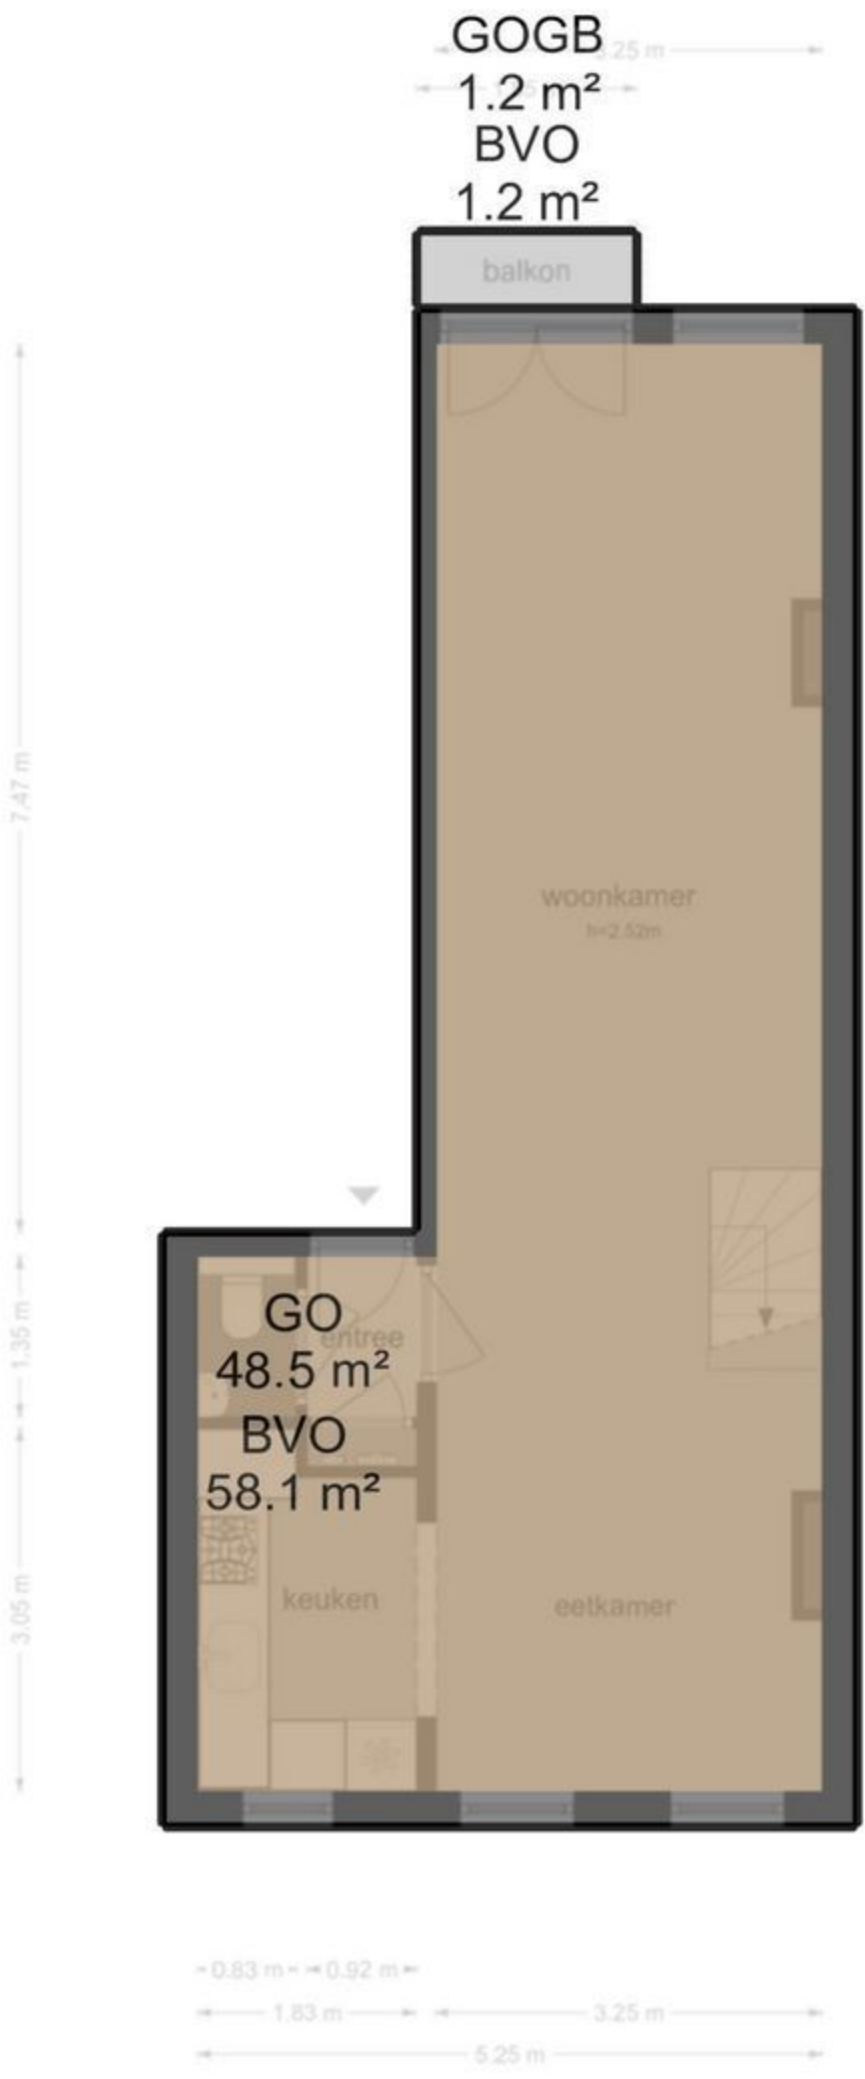 GOGB
3.25 m
1.2 m²
BVO
1.2 m²
balkon
7.47 m
woonkamer
h=2.52m
1.35 m
GO
entree
48.5 m²
BVO
58.1 m²
3.05 m
keuken
eetkamer
0.83 m
0.92 m
1.83 m
3.25 m
5.25 m